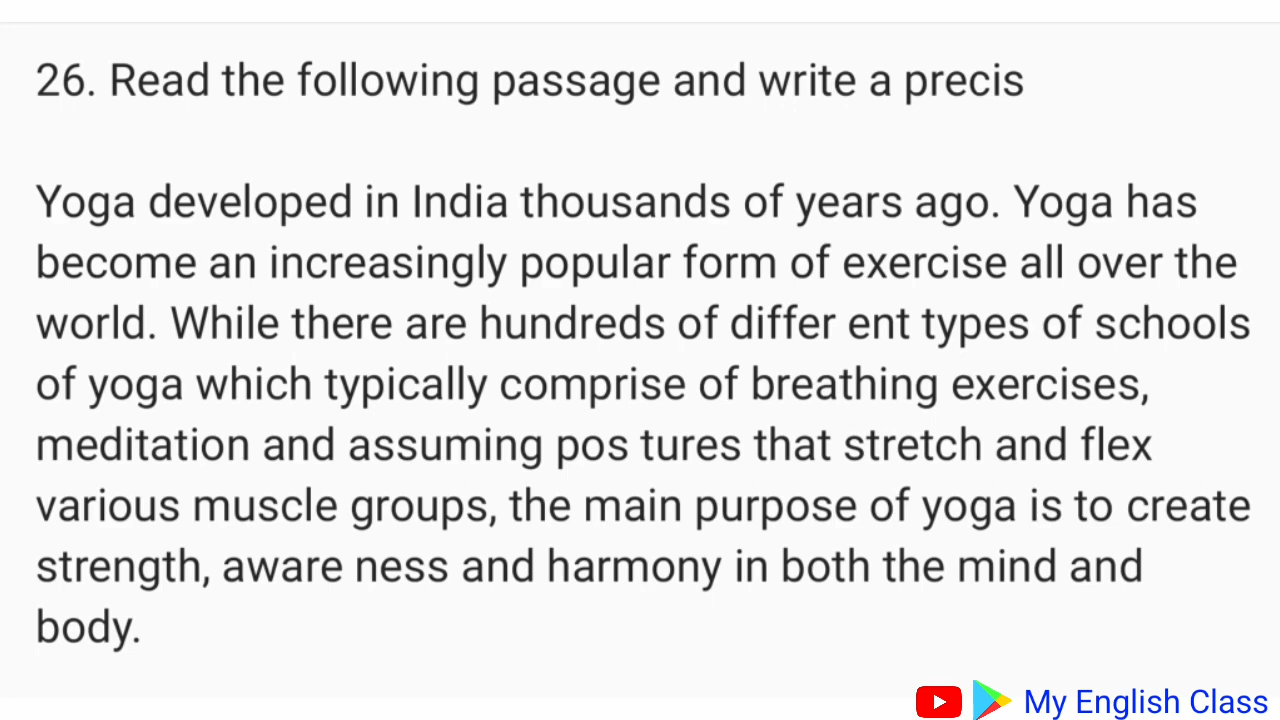 26. Read the following passage and write a precis
Yoga developed in India thousands of years ago. Yoga has
become an increasingly popular form of exercise all over the
world. While there are hundreds of differ ent types of schools
of yoga which typically comprise of breathing exercises,
meditation and assuming pos tures that stretch and flex
various muscle groups, the main purpose of yoga is to create
strength, aware ness and harmony in both the mind and
body.
My English Class